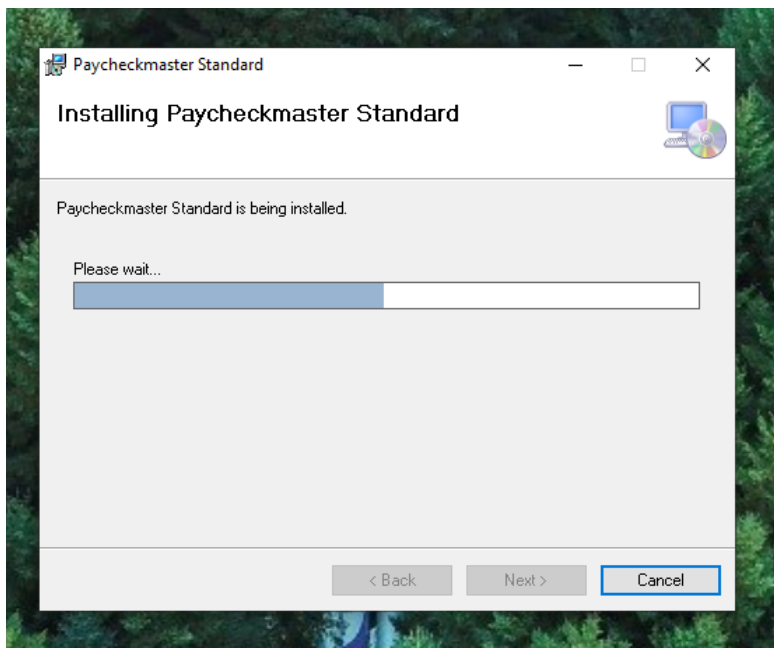 Paycheckmaster Standard
Installing Paycheckmaster Standard
Paycheckmaster Standard is being installed.
Please wait...
< Back
Next >
Cancel